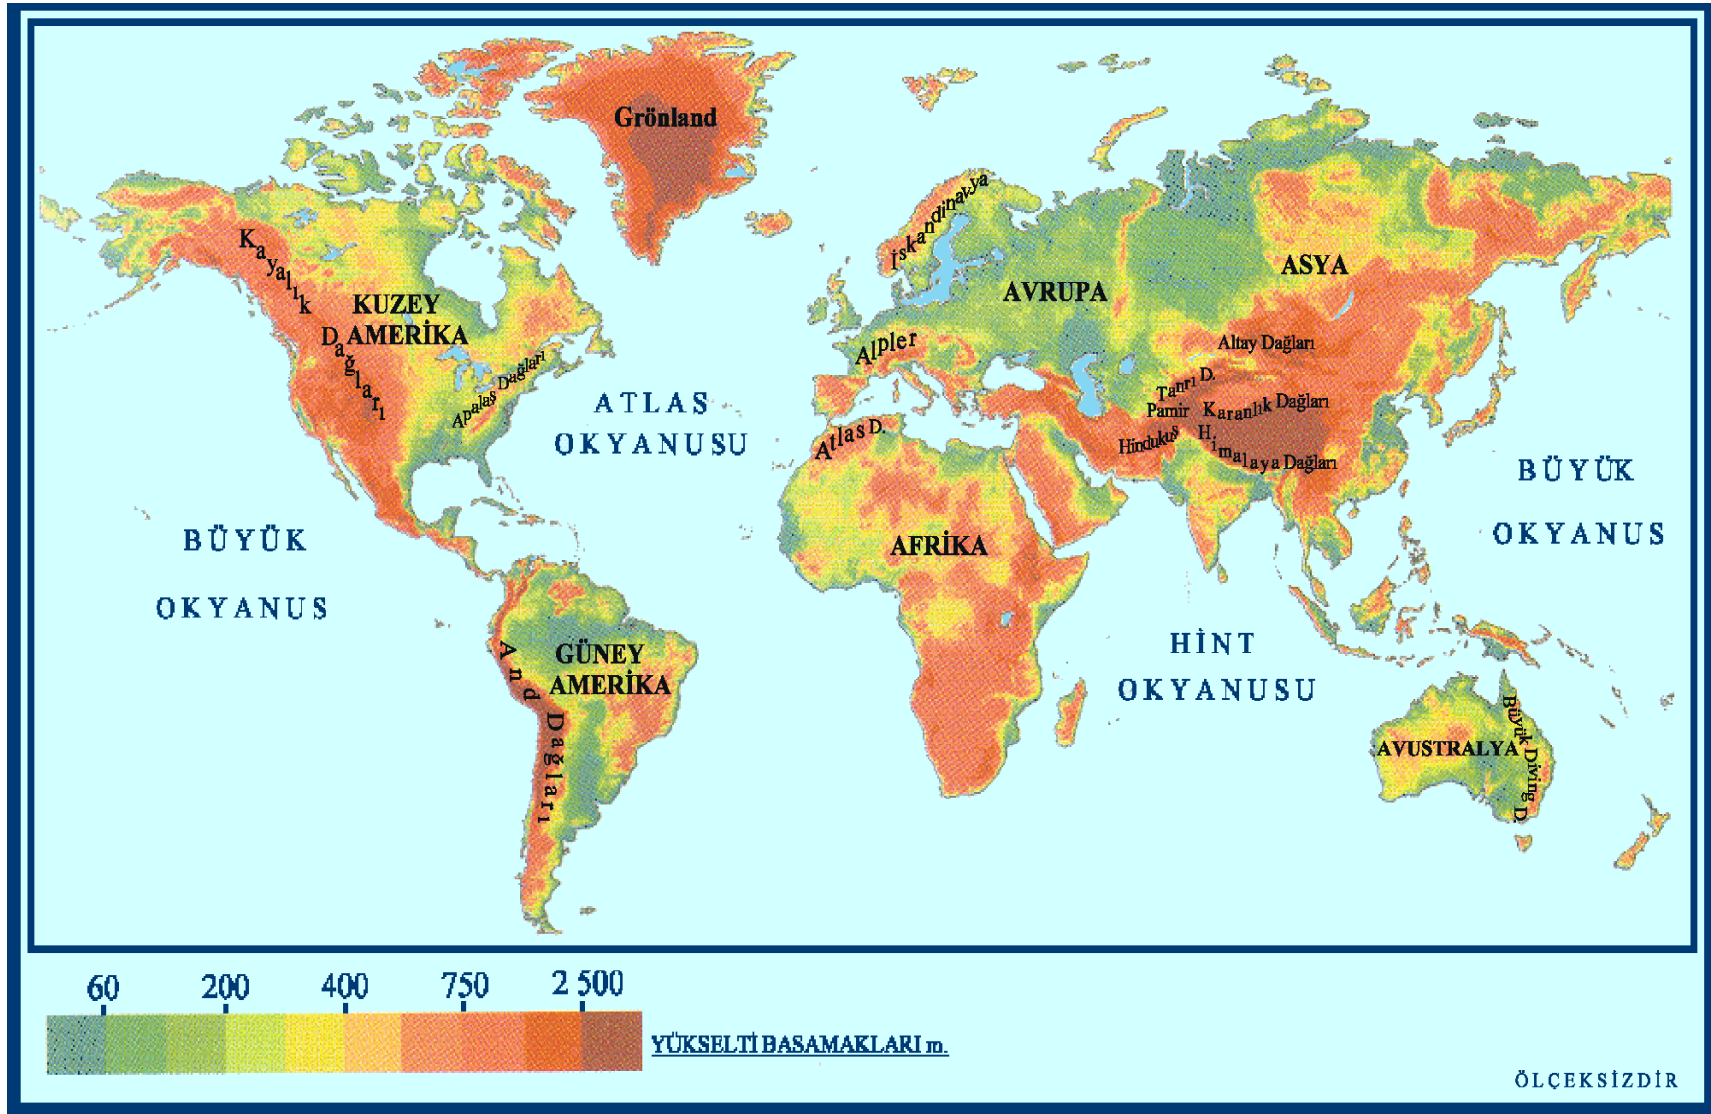 Grönland
İskandinavya
Kayalık
Dağları
KUZEY
AMERİKA
Apalaş Dağları
ATLAS
OKYANUSU
AVRUPA
ASYA
Alpler
Altay Dağları
Tanrı D.
Pamir
Karanlık Dağları
Hindukuş
Himalaya Dağları
Atlas D.
AFRİKA
BÜYÜK
OKYANUS
BÜYÜK
OKYANUS
GÜNEY
AMERİKA
And Dağları
HİNT
OKYANUSU
AVUSTRALYA
Büyük Diving D.
60 200 400 750 2 500
YÜKSELTİ BASAMAKLARI m.
ÖLÇEKSİZDİR